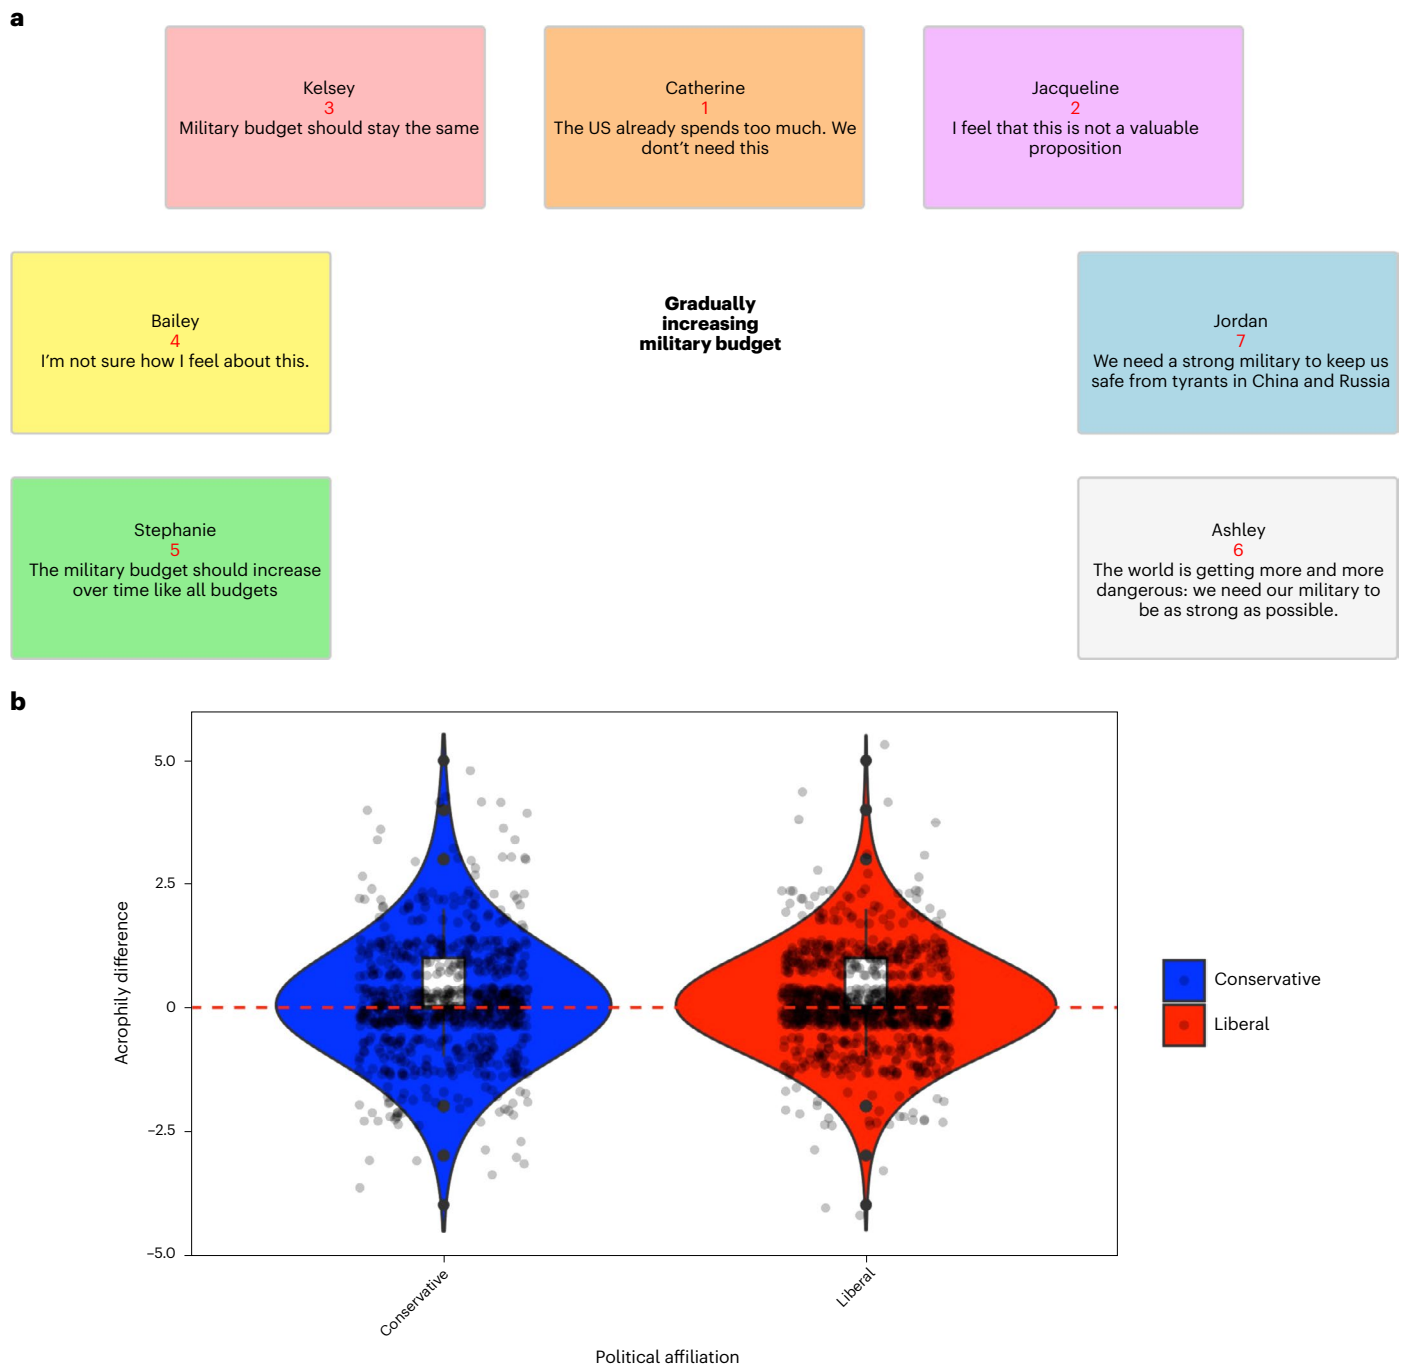 a
Kelsey
3
Military budget should stay the same
Catherine
1
The US already spends too much. We
dont't need this
Jacqueline
2
I feel that this is not a valuable
proposition
Bailey
4
I'm not sure how I feel about this.
Gradually
increasing
military budget
Jordan
7
We need a strong military to keep us
safe from tyrants in China and Russia
Stephanie
5
The military budget should increase
over time like all budgets
Ashley
6
The world is getting more and more
dangerous: we need our military to
be as strong as possible.
b
Acrophily difference
5.0
2.5
0
−2.5
−5.0
Conservative
Liberal
Political affiliation
Conservative
Liberal